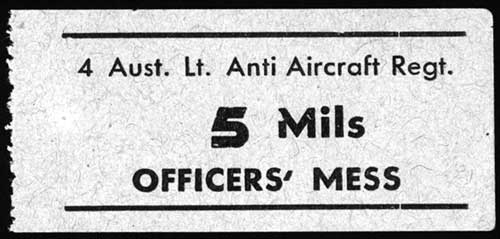 4 Aust. Lt. Anti Aircraft Regt.
5 Mils
OFFICERS' MESS